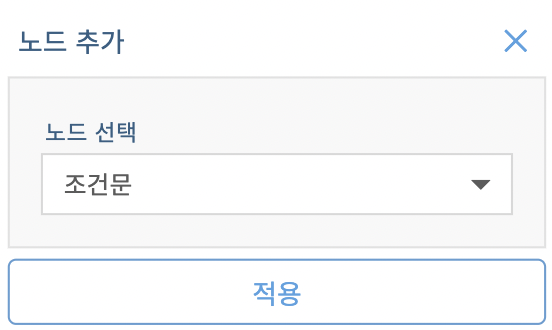 노드 추가
노드 선택
조건문
적용